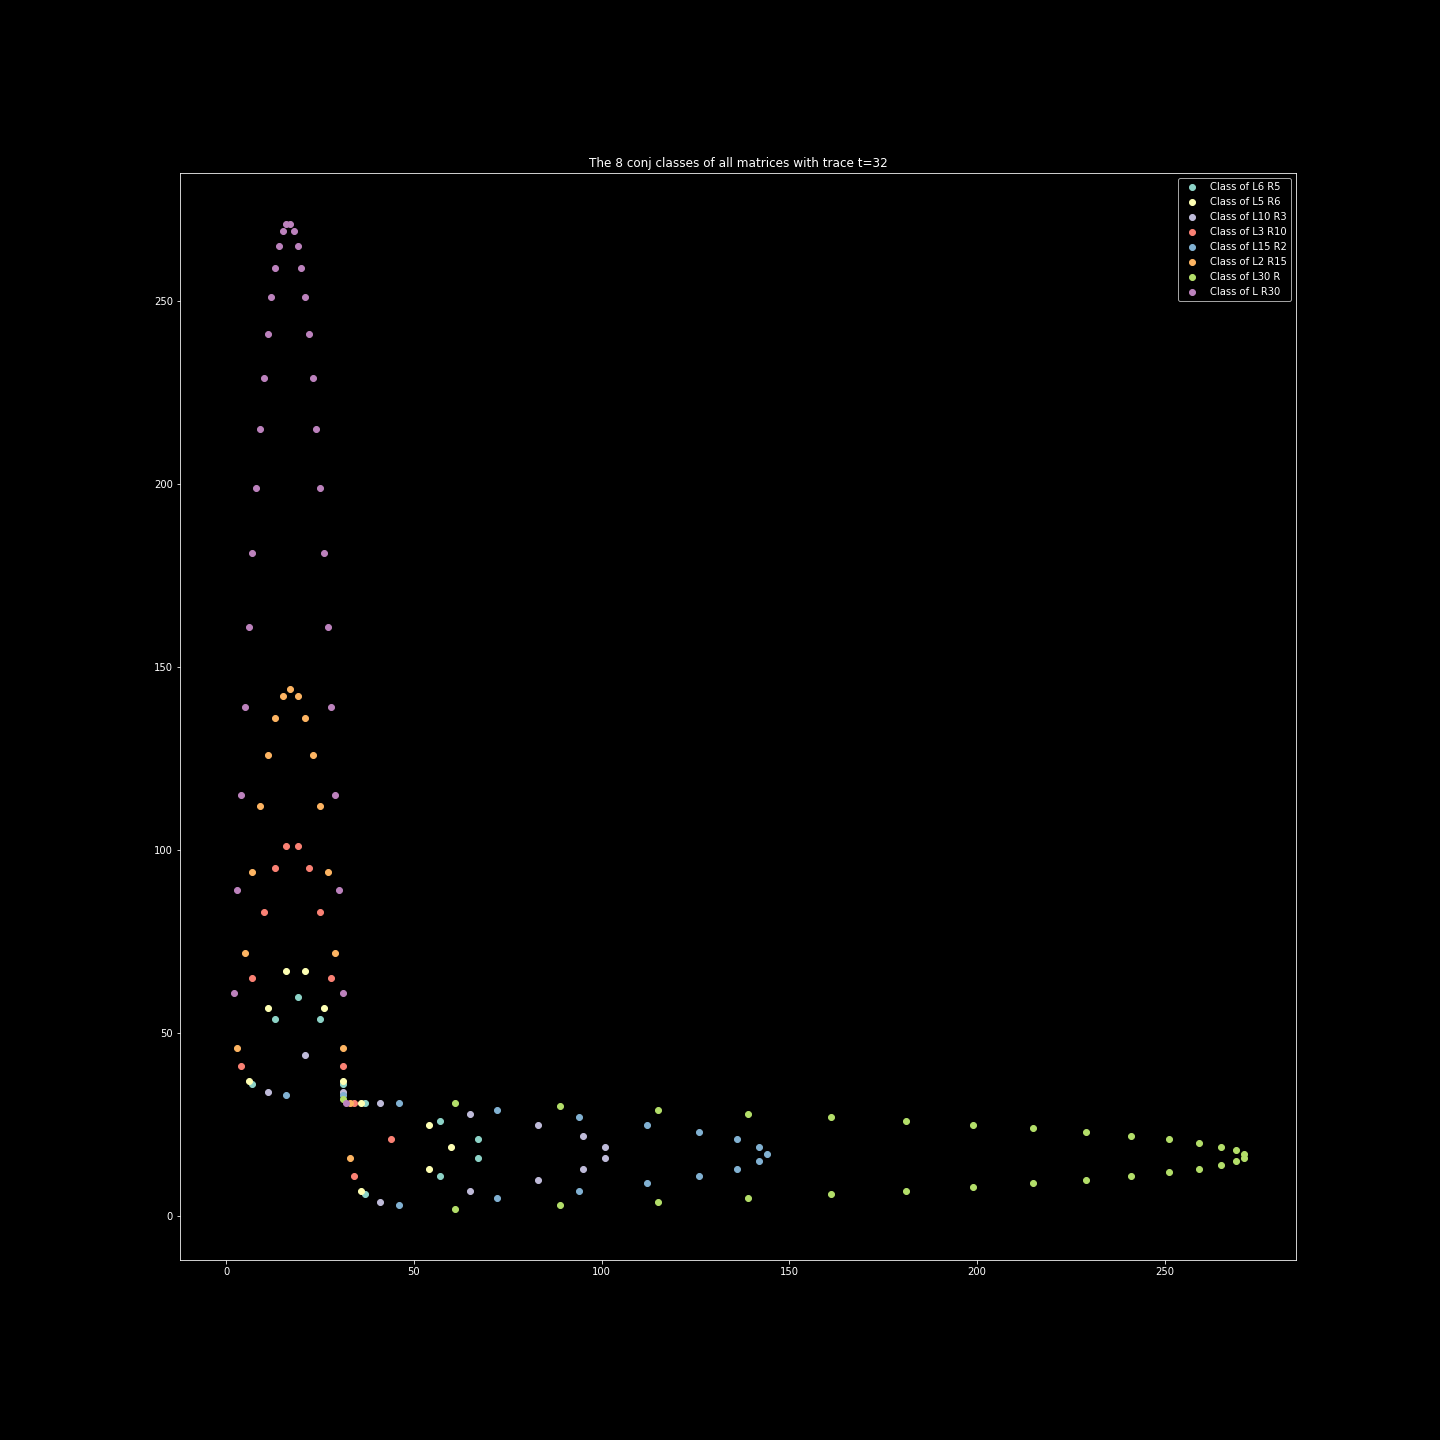 The 8 conj classes of all matrices with trace t=32
Class of L6 R5
Class of L5 R6
Class of L10 R3
Class of L3 R10
Class of L15 R2
Class of L2 R15
Class of L30 R
Class of L R30
250
200
150
100
50
0
0 50 100 150 200 250